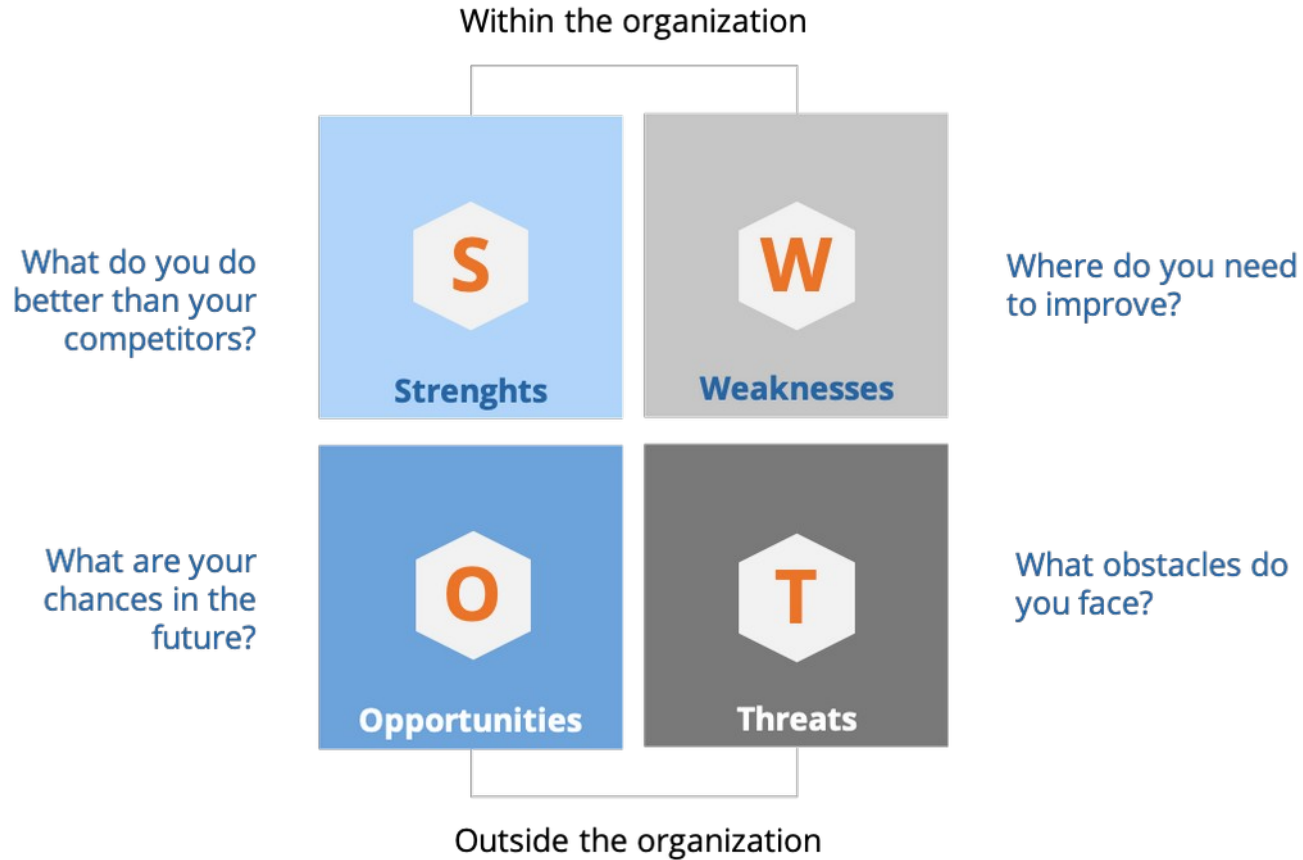 Within the organization
What do you do
better than your
competitors?
S
Strenghts
W
Weaknesses
Where do you need
to improve?
What are your
chances in the
future?
O
Opportunities
T
Threats
What obstacles do
you face?
Outside the organization